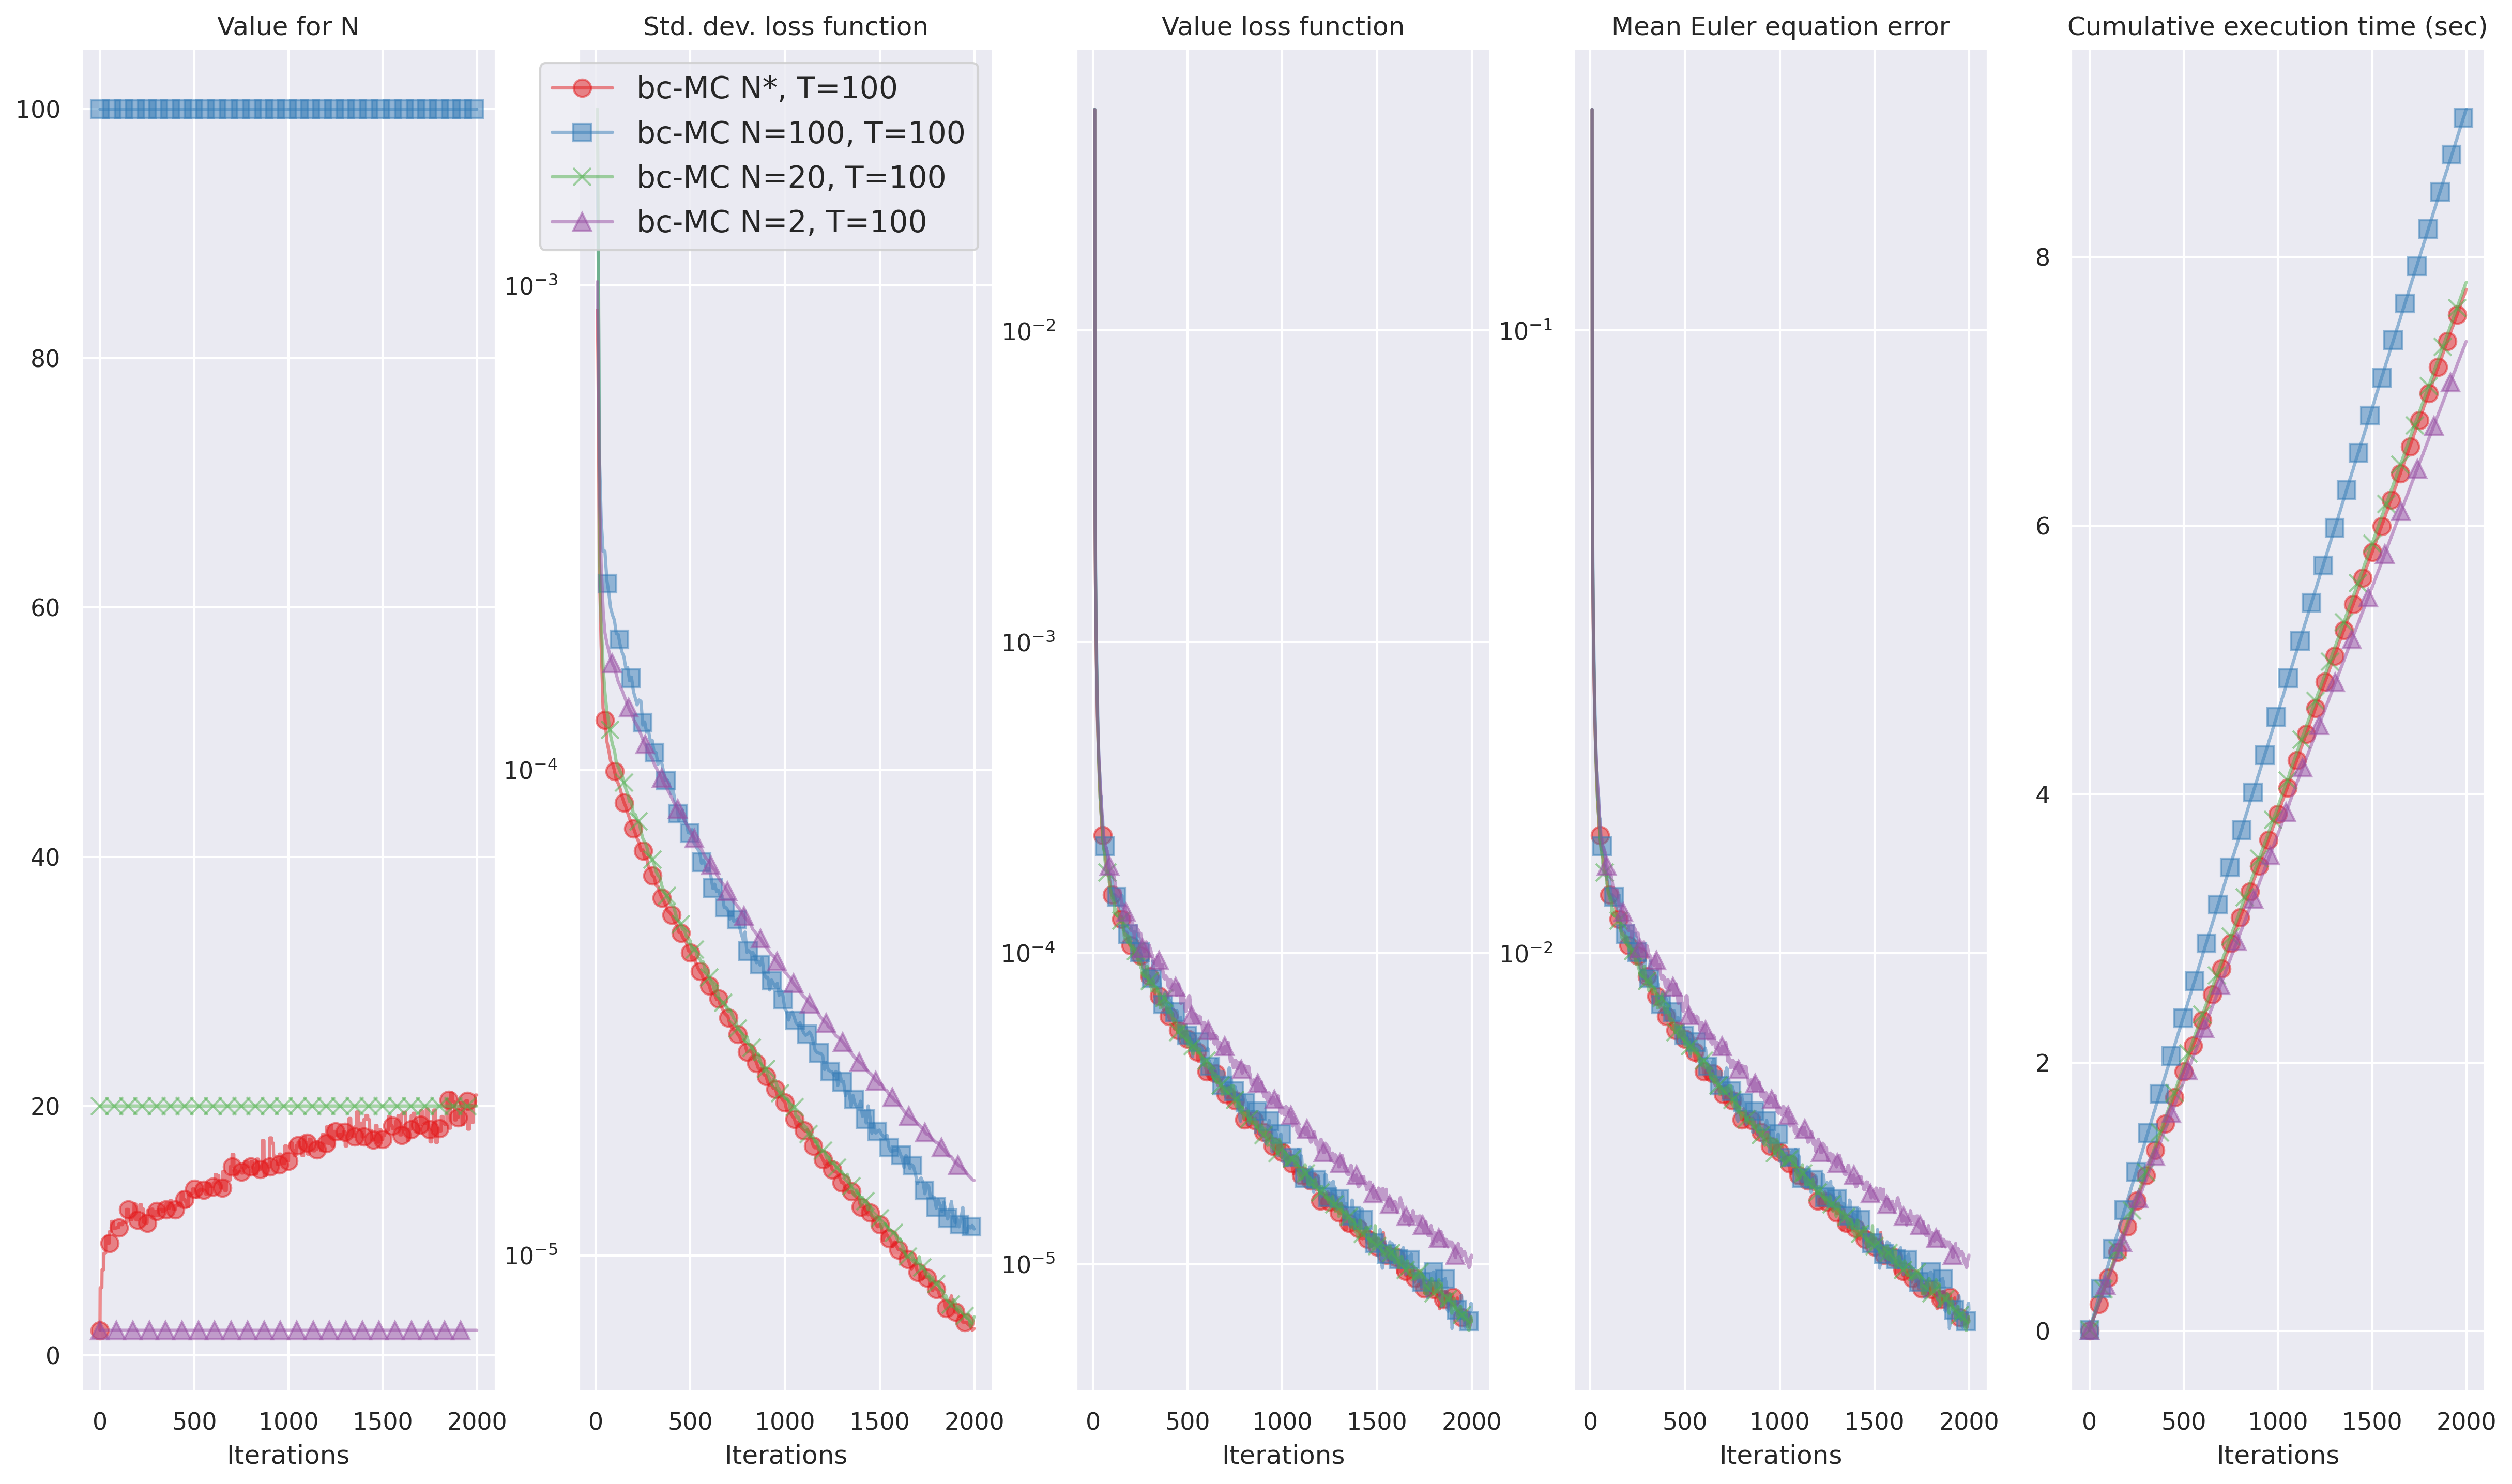 Value for N
Std. dev. loss function
Value loss function
Mean Euler equation error
Cumulative execution time (sec)
bc-MC N*, T=100
bc-MC N=100, T=100
bc-MC N=20, T=100
bc-MC N=2, T=100
100
80
60
40
20
0
10⁻³
10⁻⁴
10⁻⁵
10⁻²
10⁻³
10⁻⁴
10⁻⁵
10⁻¹
10⁻²
8
6
4
2
0
0 500 1000 1500 2000
0 500 1000 1500 2000
0 500 1000 1500 2000
0 500 1000 1500 2000
0 500 1000 1500 2000
Iterations
Iterations
Iterations
Iterations
Iterations